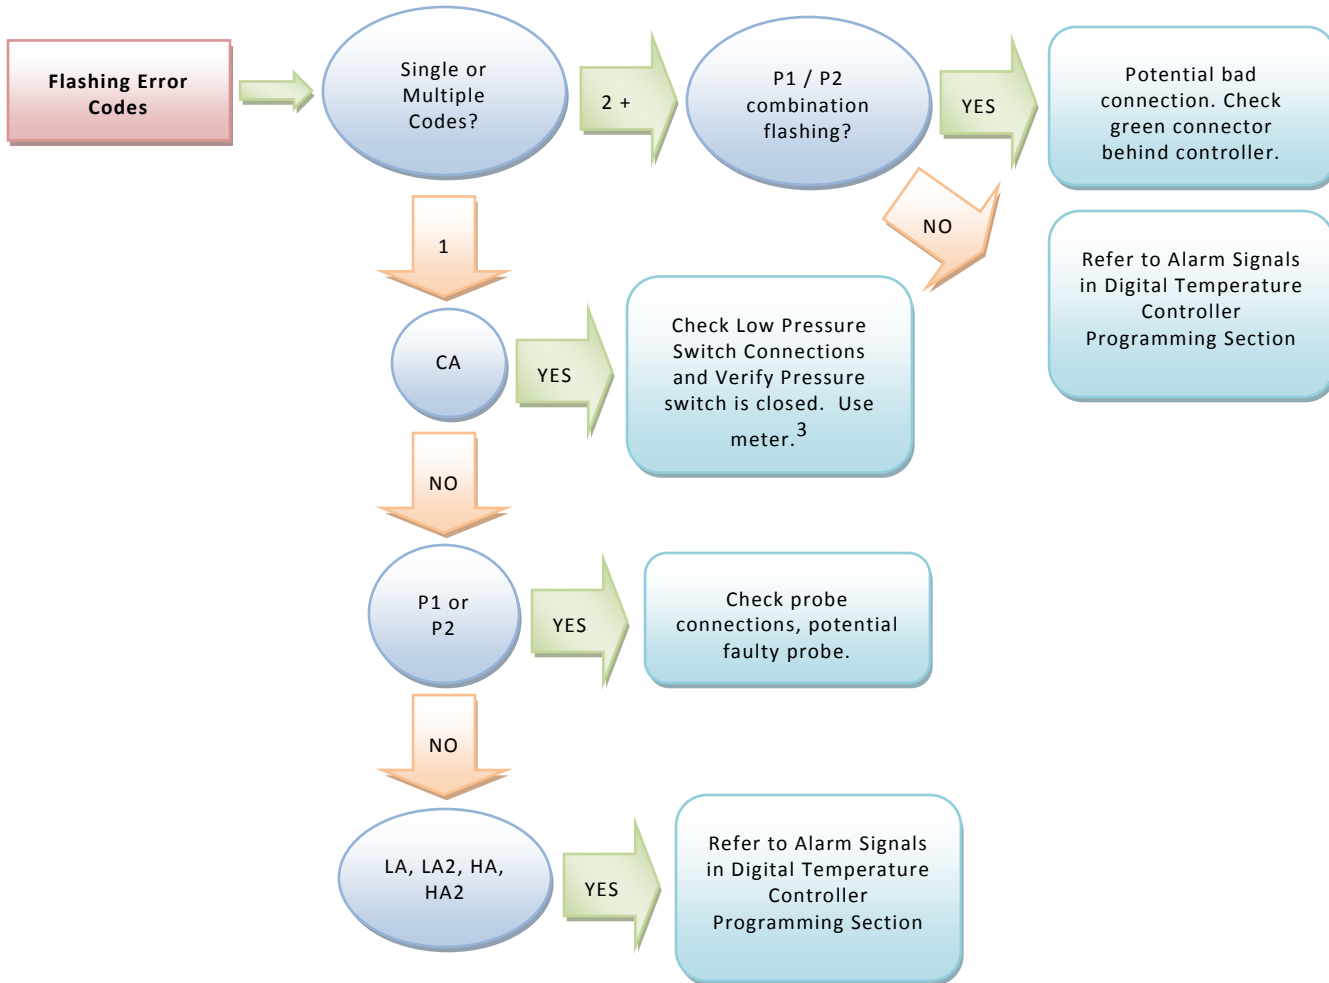 Flashing Error
Codes
Single or
Multiple
Codes?
2 +
P1 / P2
combination
flashing?
YES
Potential bad
connection. Check
green connector
behind controller.
NO
Refer to Alarm Signals
in Digital Temperature
Controller
Programming Section
1
CA
YES
Check Low Pressure
Switch Connections
and Verify Pressure
switch is closed. Use
meter.3
NO
P1 or
P2
YES
Check probe
connections, potential
faulty probe.
NO
LA, LA2, HA,
HA2
YES
Refer to Alarm Signals
in Digital Temperature
Controller
Programming Section